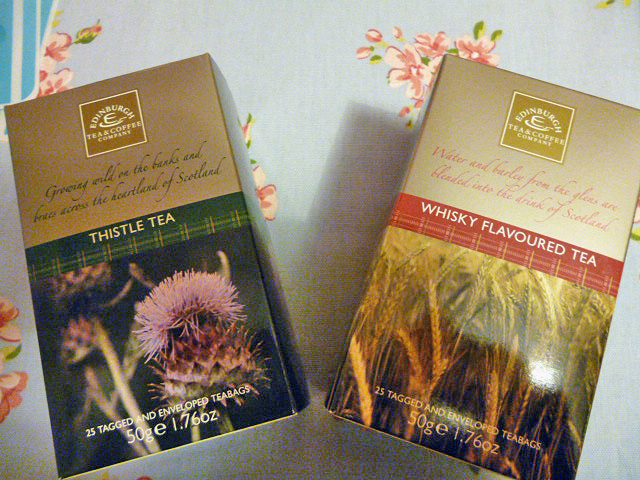 EDINBURGH
TEA & COFFEE
COMPANY
Growing wild on the banks and
braes across the heartland of Scotland
THISTLE TEA
25 TAGGED AND ENVELOPED TEABAGS
50g e 1.76oz
EDINBURGH
TEA & COFFEE
COMPANY
Water and barley from the glens are
blended into the drink of Scotland
WHISKY FLAVOURED TEA
25 TAGGED AND ENVELOPED TEABAGS
50g e 1.76oz